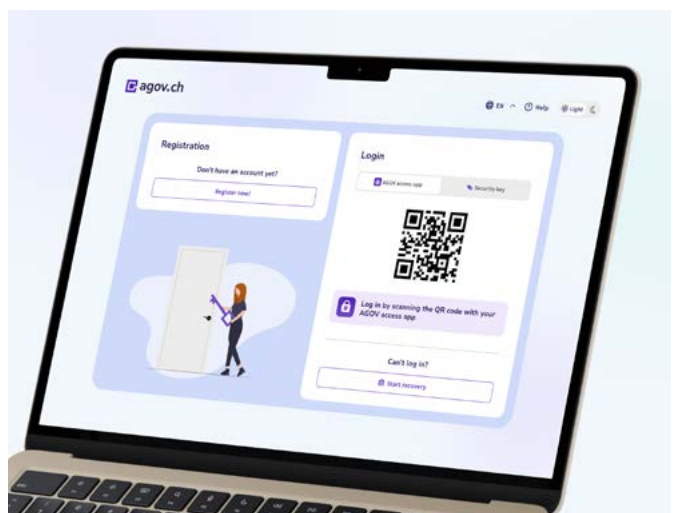 agov.ch
EN
Help
Light
Registration
Don't have an account yet?
Register now!
Login
AGOV access app
Security key
Log in by scanning the QR code with your
AGOV access app
Can't log in?
Start recovery